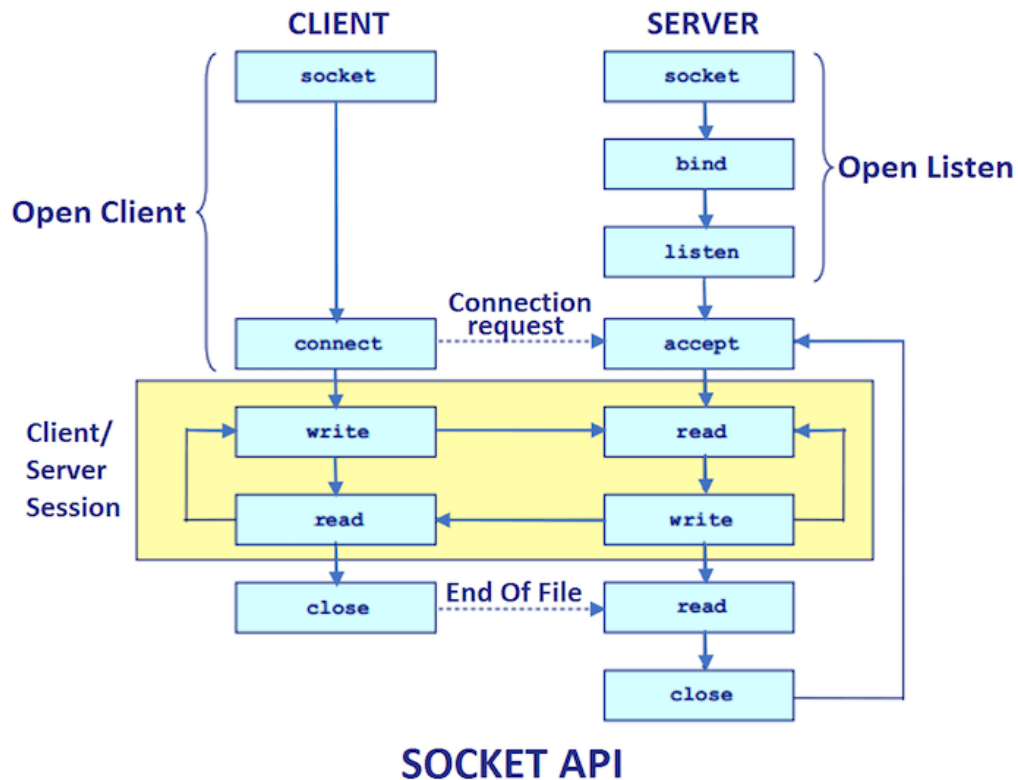 CLIENT
SERVER
socket
socket
bind
Open Listen
Open Client
listen
Connection
request
connect
accept
Client/
Server
Session
write
read
read
write
close
End Of File
read
close
SOCKET API